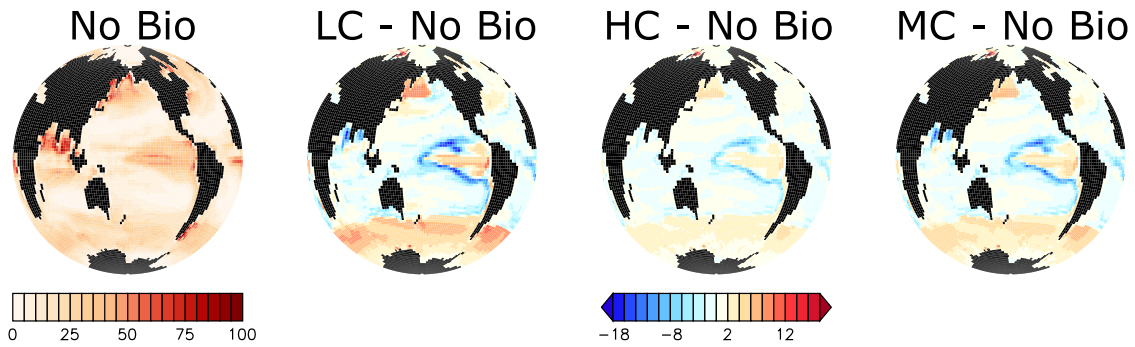 No Bio LC - No Bio HC - No Bio MC - No Bio
0 25 50 75 100 −18 −8 2 12